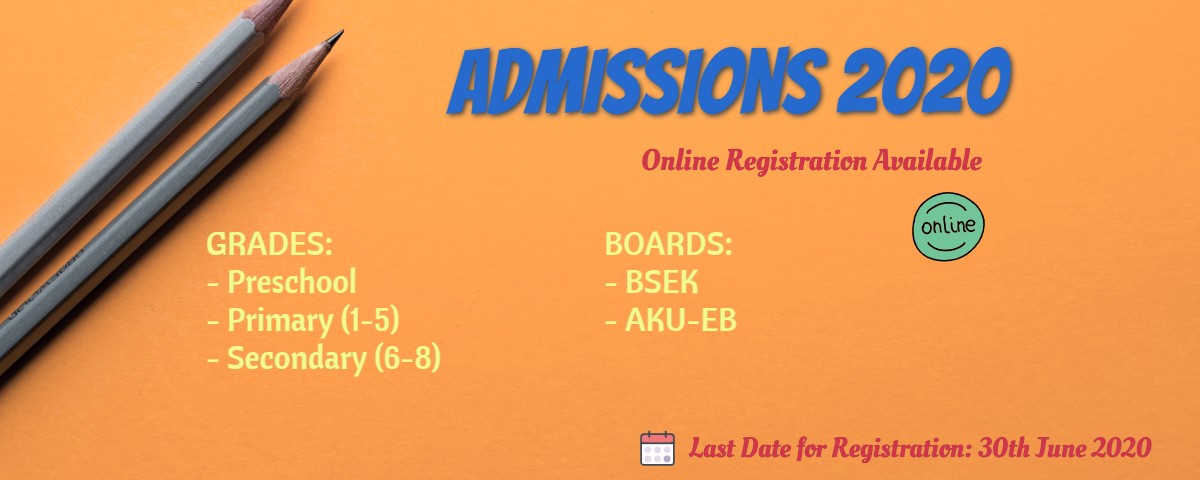 ADMISSIONS 2020
Online Registration Available
online
GRADES:
- Preschool
- Primary (1-5)
- Secondary (6-8)
BOARDS:
- BSEK
- AKU-EB
Last Date for Registration: 30th June 2020